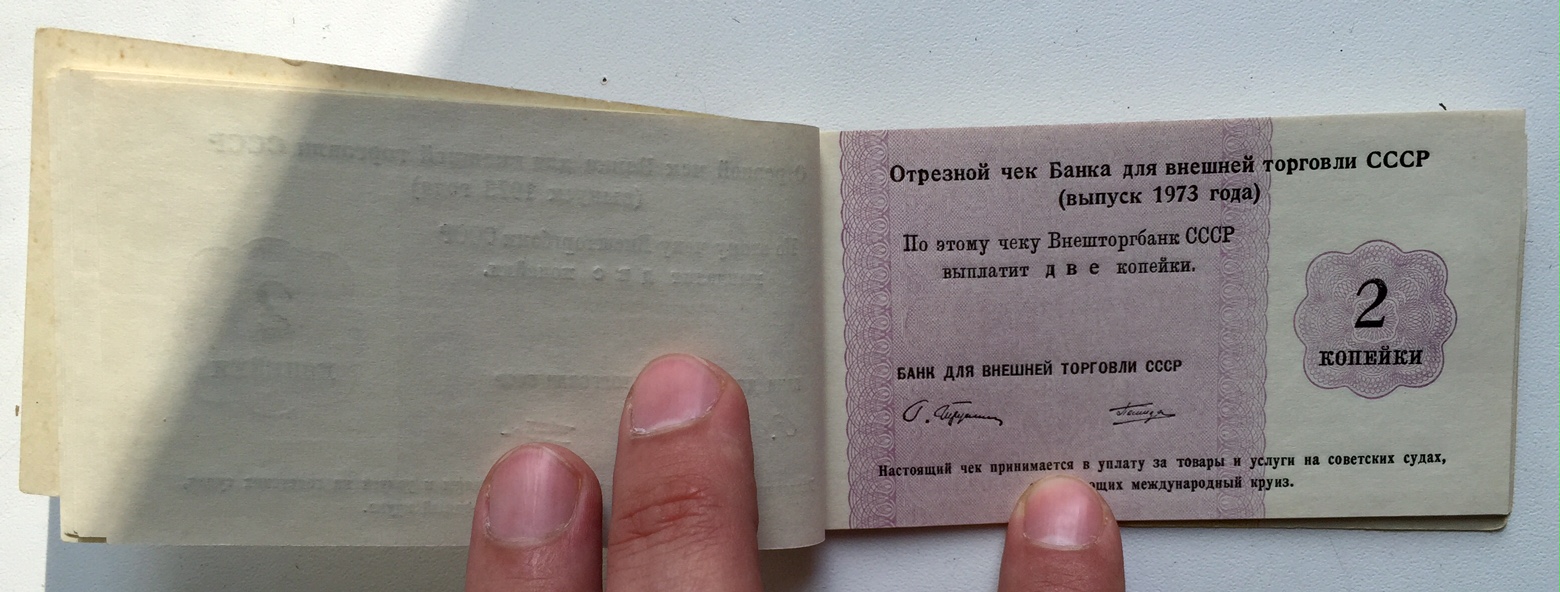 Отрезной чек Банка для внешней торговли СССР
(выпуск 1973 года)
По этому чеку Внешторгбанк СССР
выплатит две копейки.
2
КОПЕЙКИ
БАНК ДЛЯ ВНЕШНЕЙ ТОРГОВЛИ СССР
Настоящий чек принимается в уплату за товары и услуги на советских судах,
международный круиз.